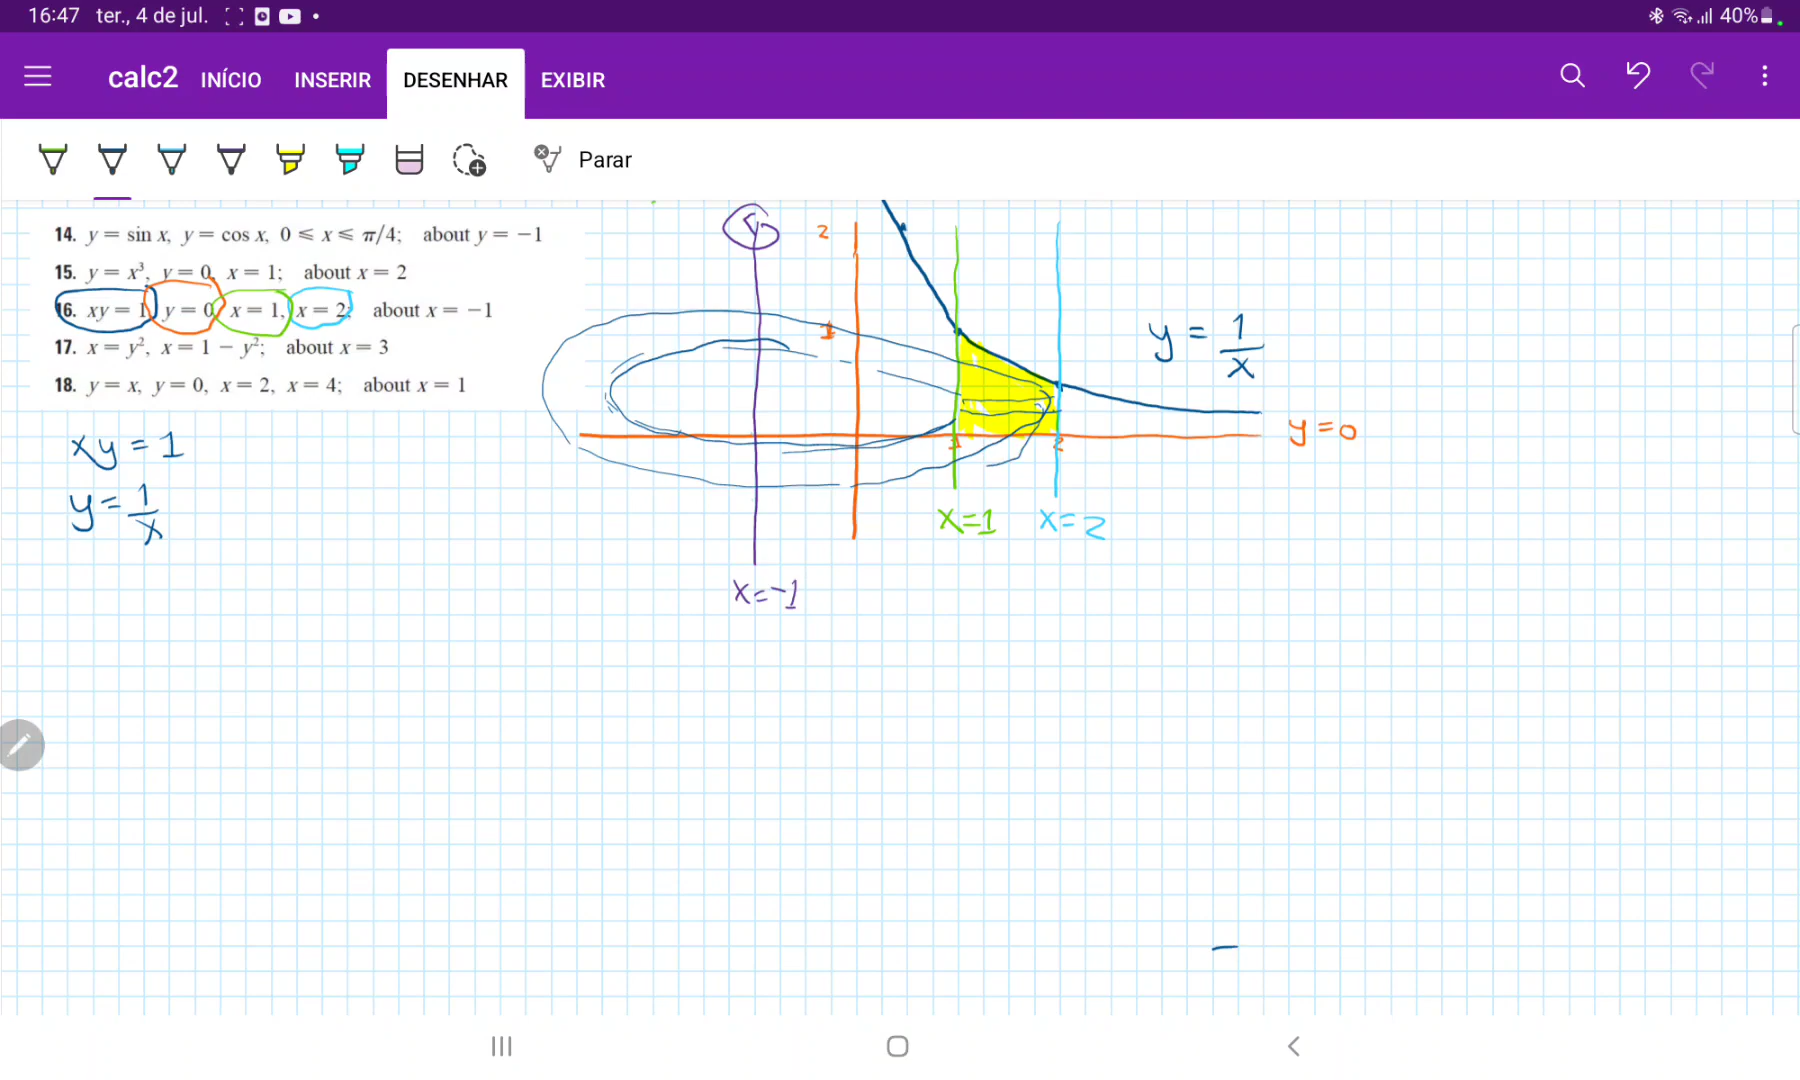 16:47 ter., 4 de jul.
40%
calc2 INÍCIO INSERIR DESENHAR EXIBIR
Parar
14. y = sin x, y = cos x, 0 ⩽ x ⩽ π/4; about y = −1
15. y = x³, y = 0, x = 1; about x = 2
16. xy = 1, y = 0, x = 1, x = 2; about x = −1
17. x = y², x = 1 − y²; about x = 3
18. y = x, y = 0, x = 2, x = 4; about x = 1
xy = 1
y = 1/x
2
1
y = 1/x
y=0
1 2
x=1 x=2
x=-1